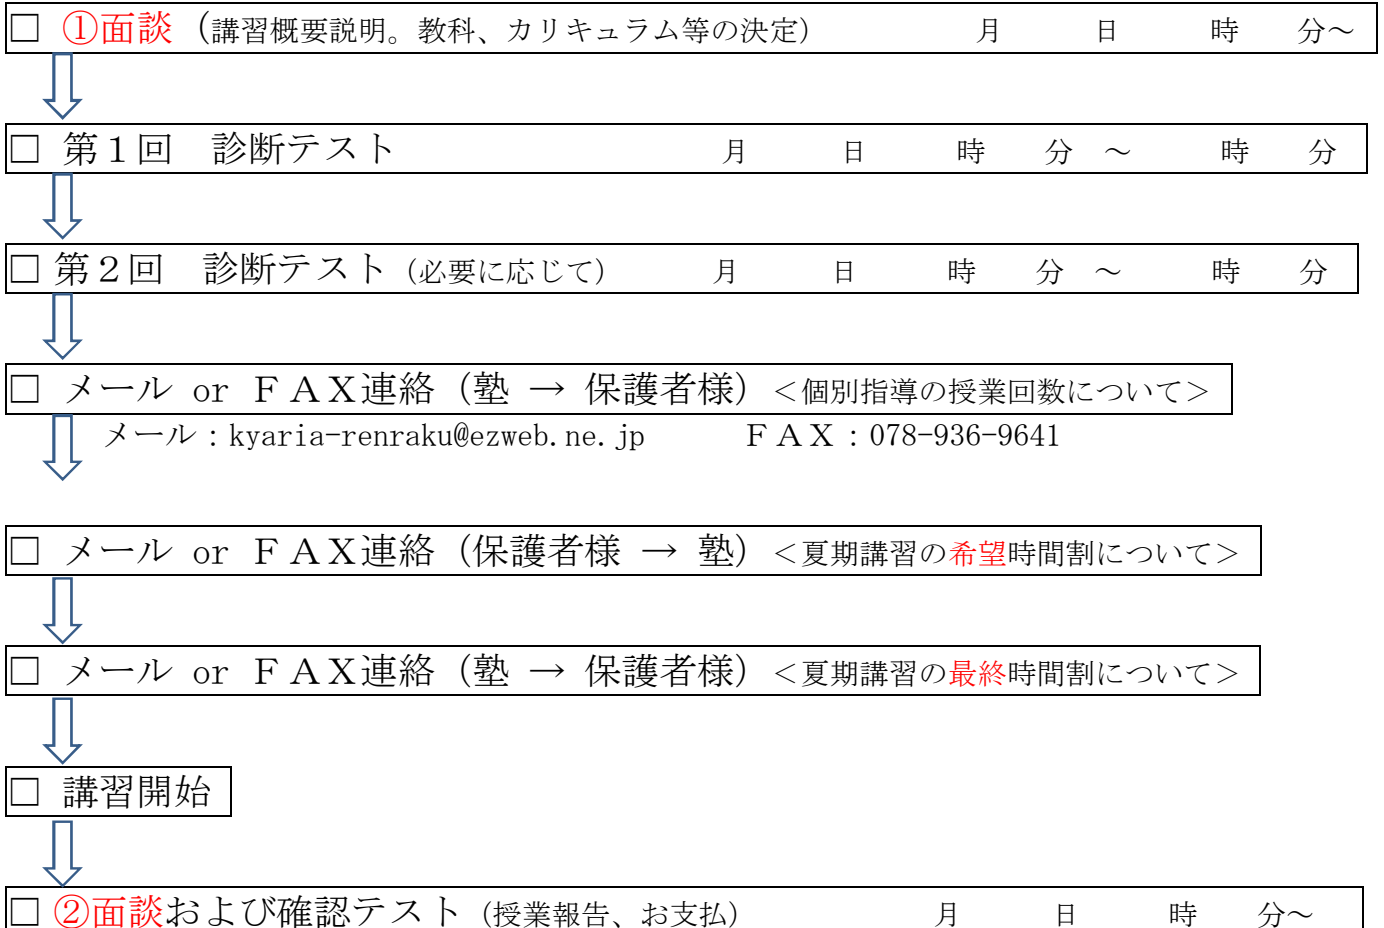 □ ①面談（講習概要説明。教科、カリキュラム等の決定）　月　日　時　分～
□ 第１回　診断テスト　月　日　時　分 ～　時　分
□ 第２回　診断テスト（必要に応じて）　月　日　時　分 ～　時　分
□ メール or ＦＡＸ連絡（塾 → 保護者様）＜個別指導の授業回数について＞
メール：kyaria-renraku@ezweb.ne.jp　ＦＡＸ：078-936-9641
□ メール or ＦＡＸ連絡（保護者様 → 塾）＜夏期講習の希望時間割について＞
□ メール or ＦＡＸ連絡（塾 → 保護者様）＜夏期講習の最終時間割について＞
□ 講習開始
□ ②面談および確認テスト（授業報告、お支払）　月　日　時　分～